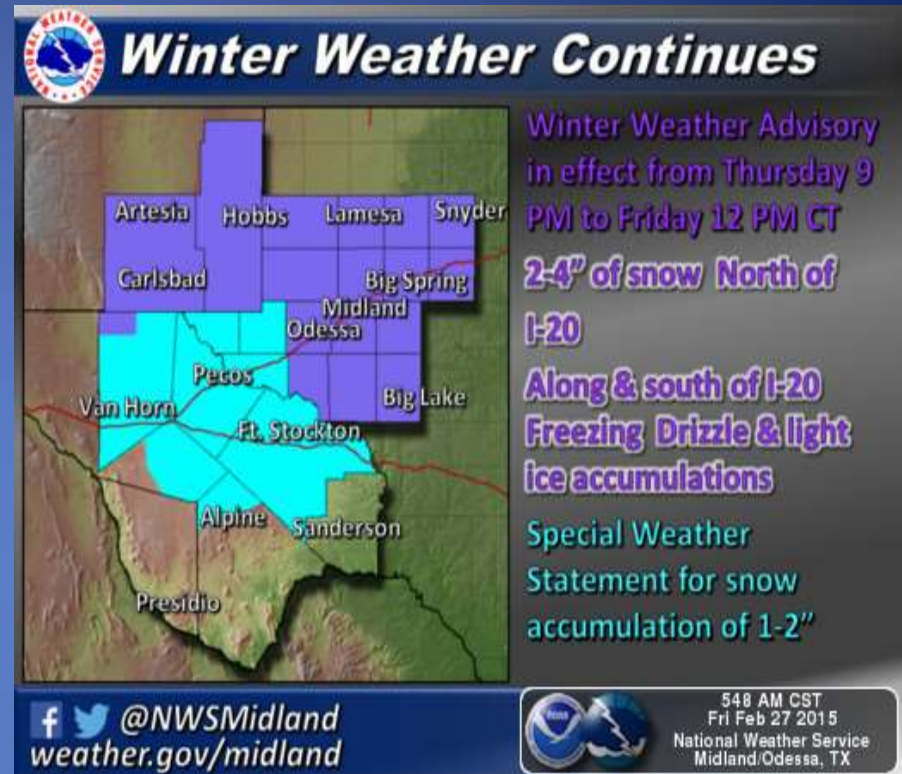 NATIONAL WEATHER SERVICE
Winter Weather Continues
Artesia
Hobbs
Lamesa
Snyder
Carlsbad
Big Spring
Midland
Odessa
Pecos
Big Lake
Van Horn
Ft. Stockton
Alpine
Sanderson
Presidio
Winter Weather Advisory
in effect from Thursday 9
PM to Friday 12 PM CT
2-4” of snow North of
I-20
Along & south of I-20
Freezing Drizzle & light
ice accumulations
Special Weather
Statement for snow
accumulation of 1-2”
@NWSMidland
weather.gov/midland
548 AM CST
Fri Feb 27 2015
National Weather Service
Midland/Odessa, TX